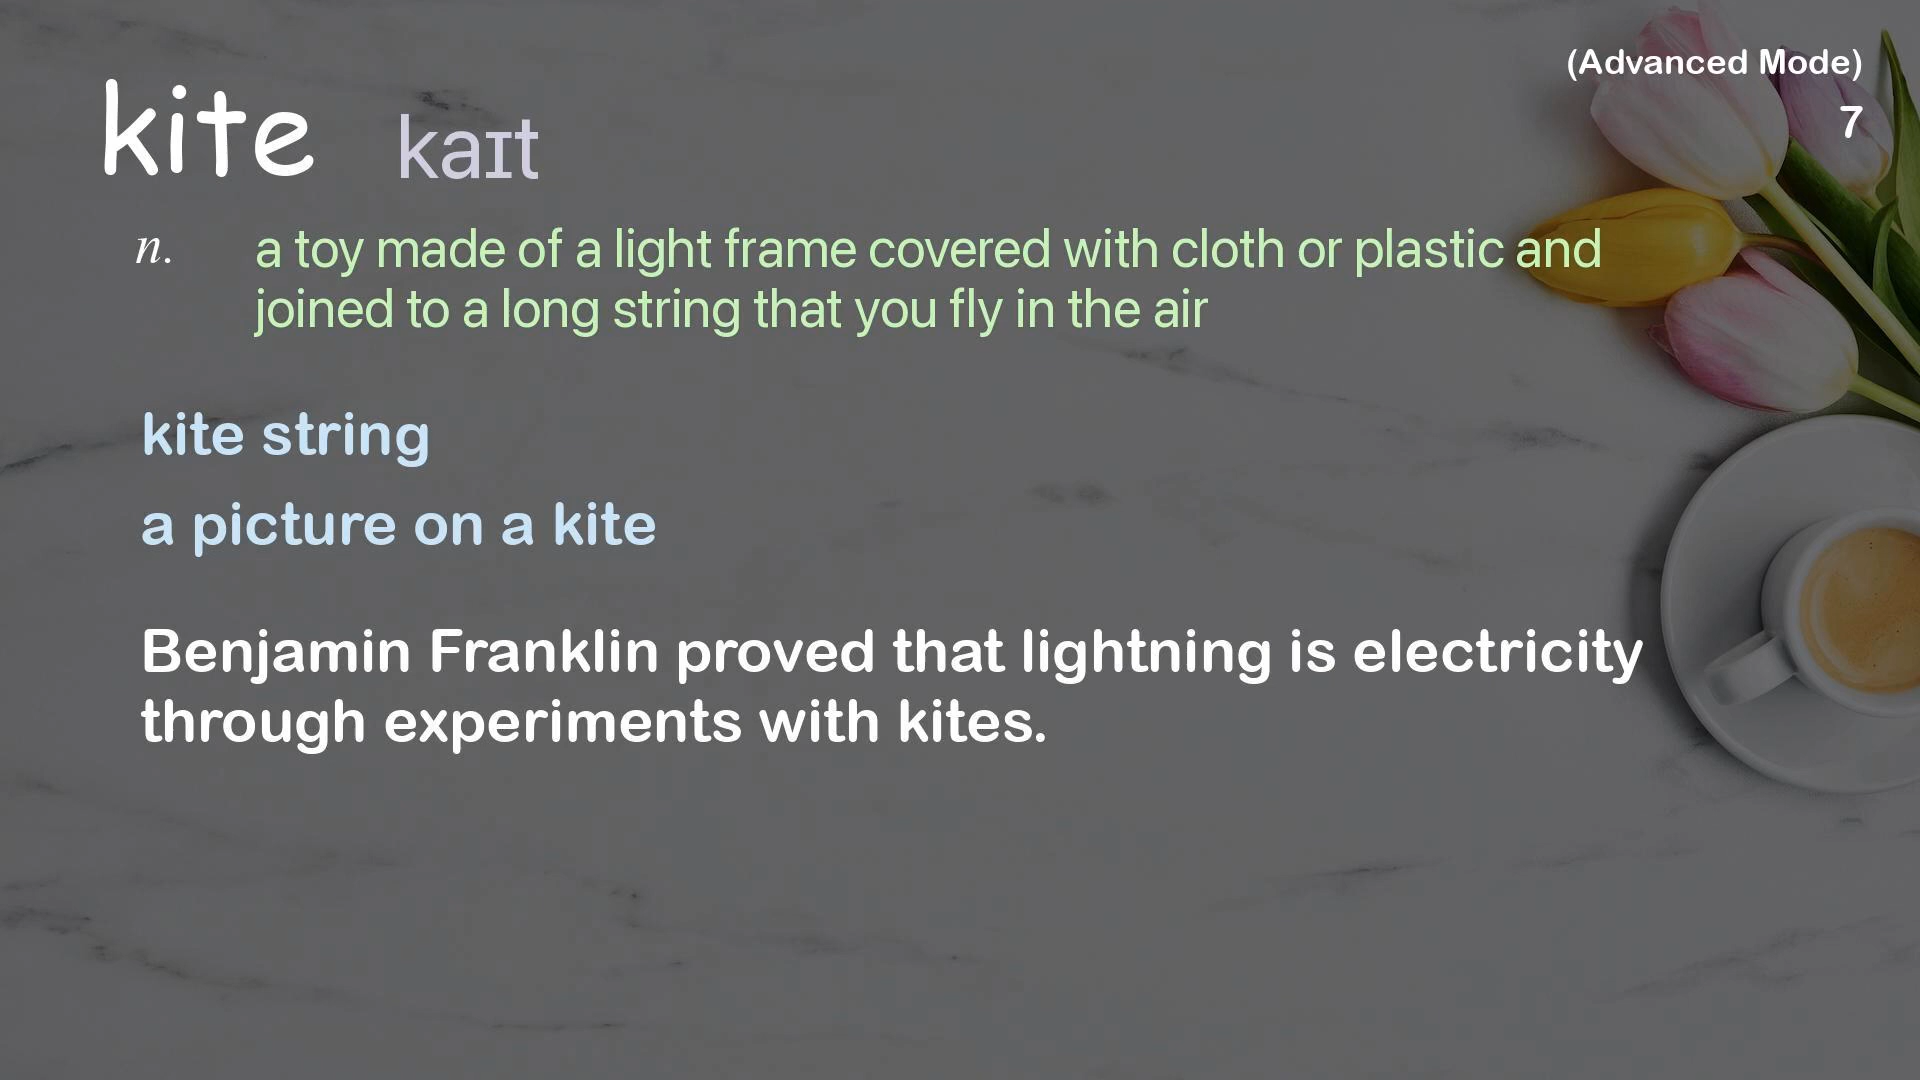 (Advanced Mode)
7
kite kaɪt
n. a toy made of a light frame covered with cloth or plastic and
joined to a long string that you fly in the air
kite string
a picture on a kite
Benjamin Franklin proved that lightning is electricity
through experiments with kites.